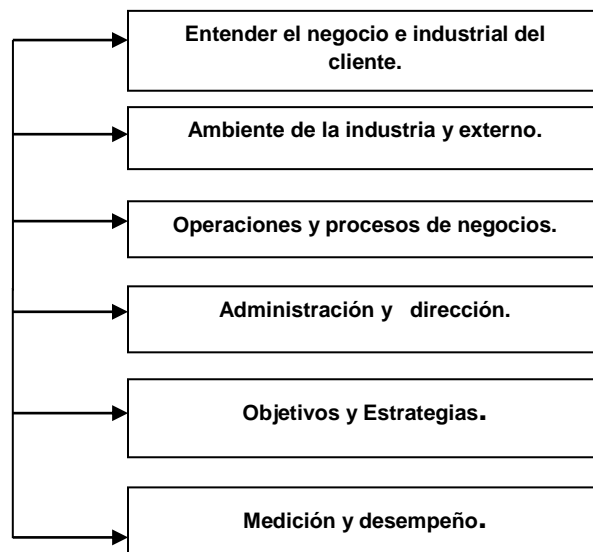 Entender el negocio e industrial del
cliente.
Ambiente de la industria y externo.
Operaciones y procesos de negocios.
Administración y dirección.
Objetivos y Estrategias.
Medición y desempeño.